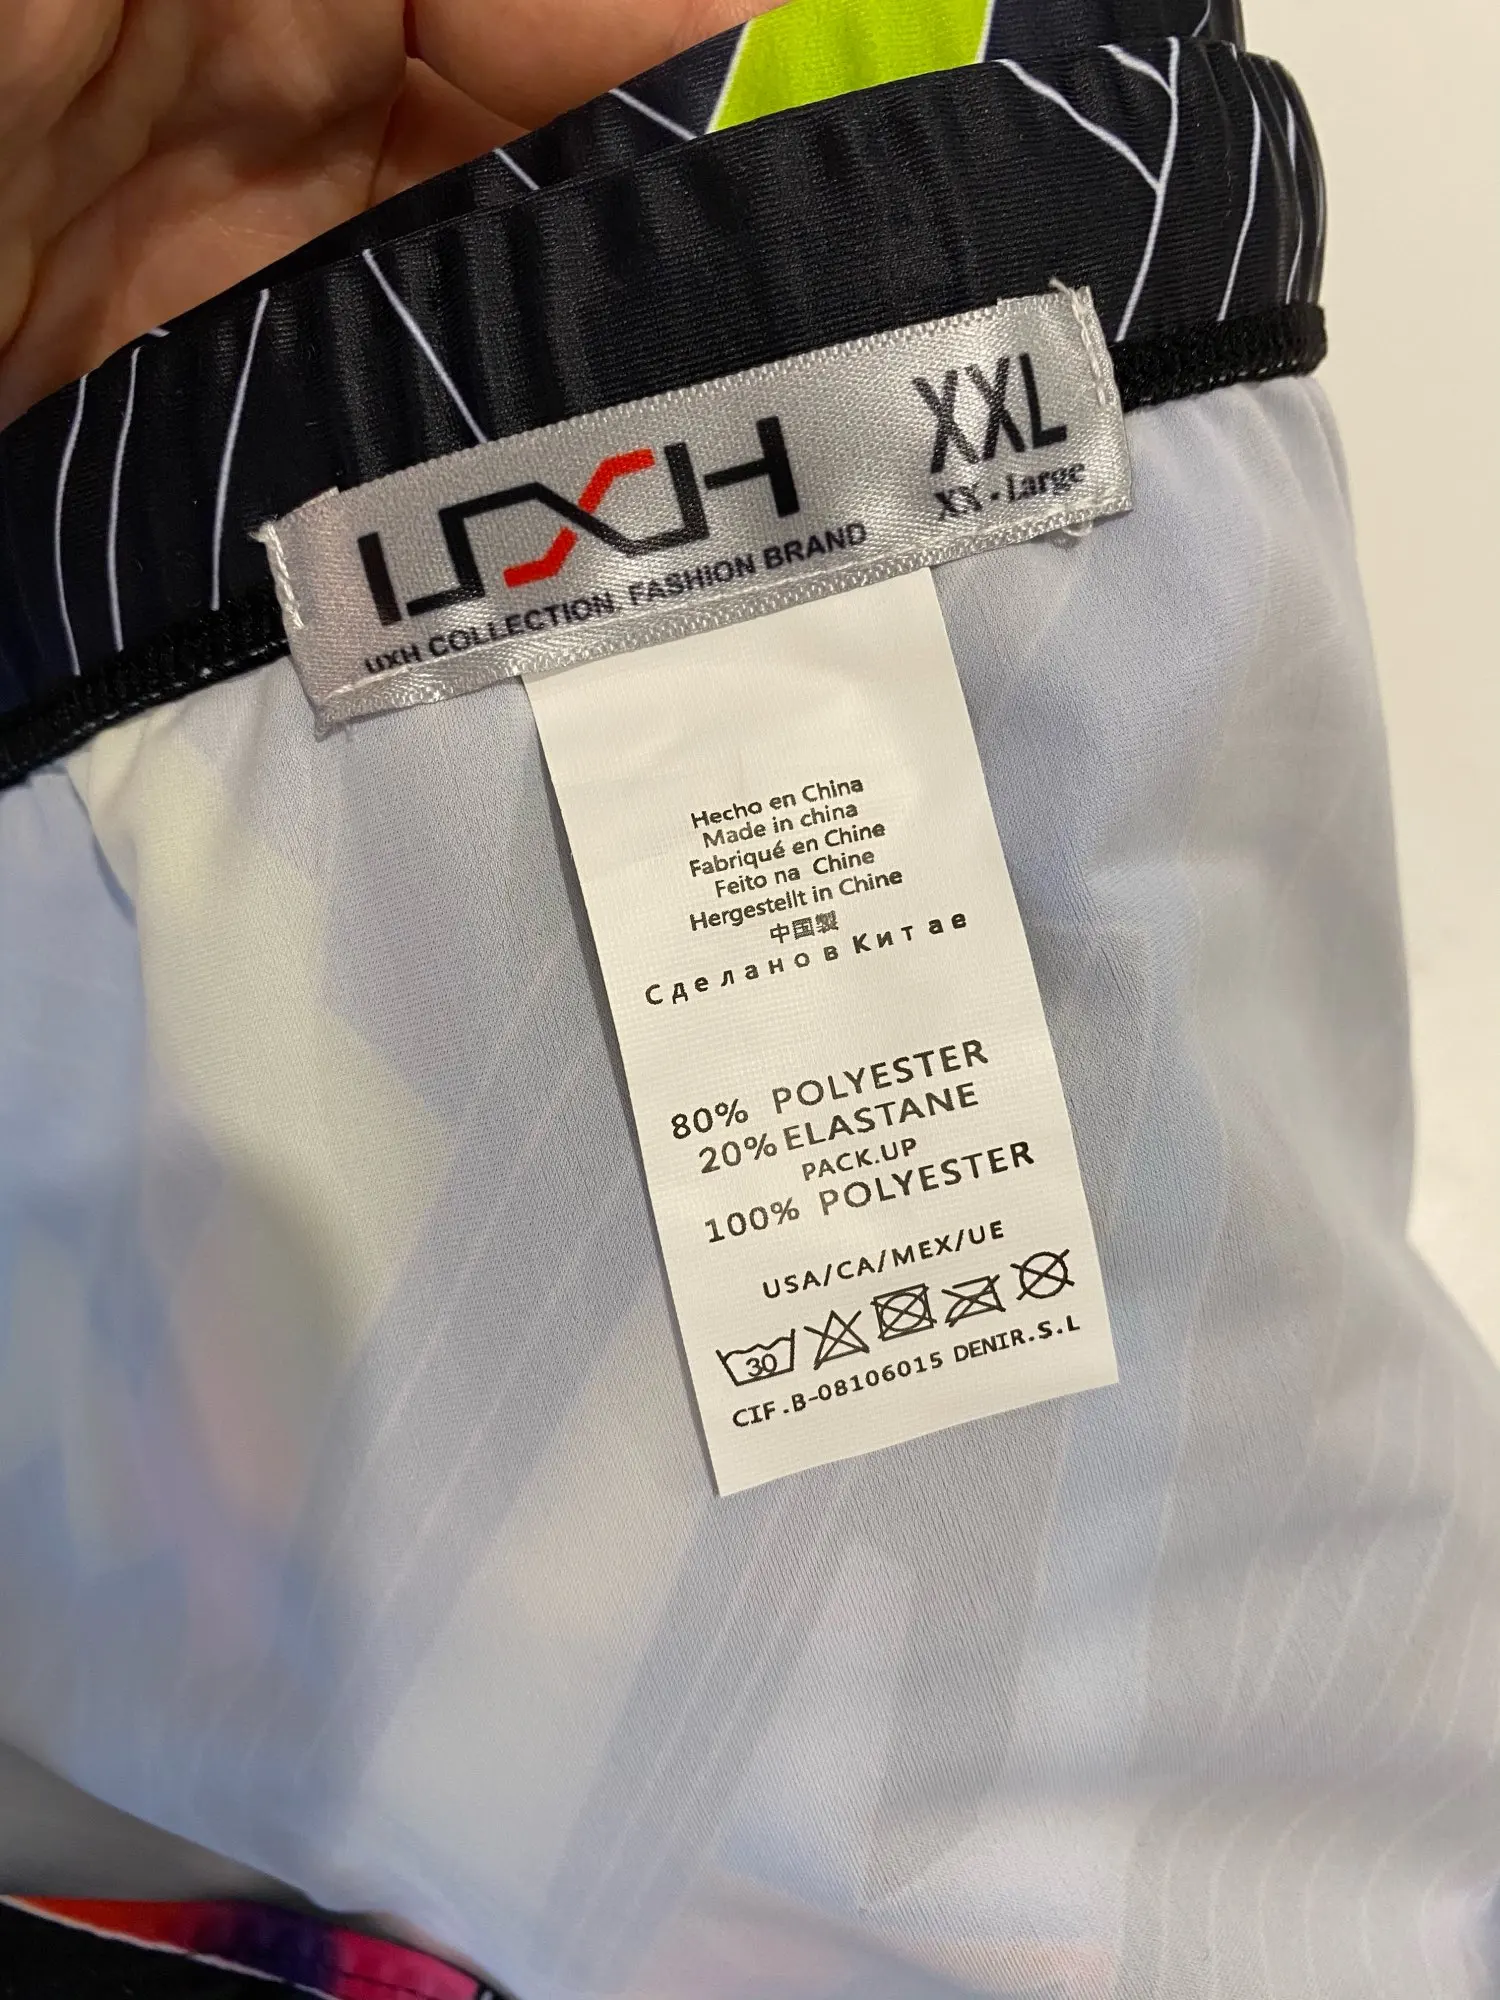 UXH
UXH COLLECTION. FASHION BRAND
XXL
XX-Large
Hecho en China
Made in china
Fabriqué en Chine
Feito na Chine
Hergestellt in Chine
中国製
Сделано в Китае
80% POLYESTER
20% ELASTANE
PACK.UP
100% POLYESTER
USA/CA/MEX/UE
30
CIF.B-08106015 DENIR.S.L